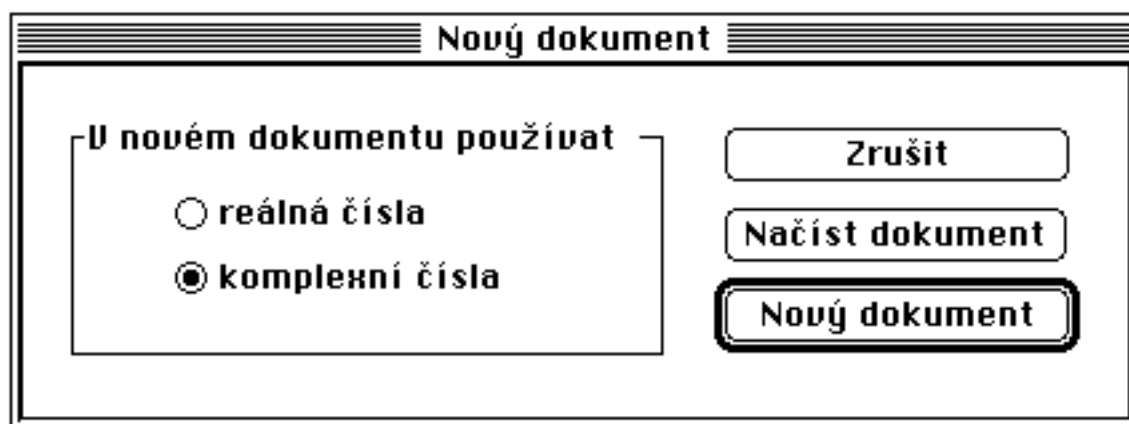 Nový dokument
V novém dokumentu používat
reálná čísla
komplexní čísla
Zrušit
Načíst dokument
Nový dokument